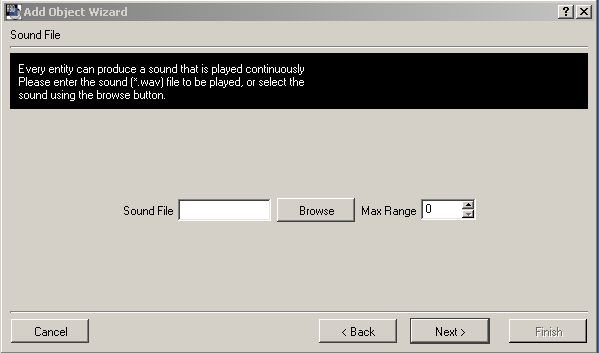 Add Object Wizard
Sound File
Every entity can produce a sound that is played continuously
Please enter the sound (*.wav) file to be played, or select the
sound using the browse button.
Sound File Browse Max Range 0
Cancel < Back Next > Finish